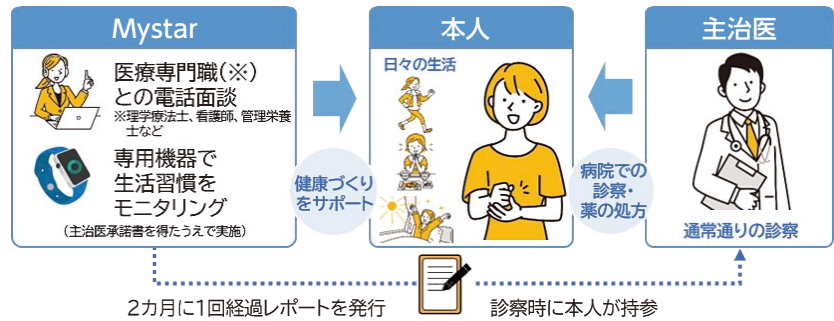 Mystar
医療専門職(※)
との電話面談
※理学療法士、看護師、管理栄養
士など
専用機器で
生活習慣を
モニタリング
(主治医承諾書を得たうえで実施)
健康づくり
をサポート
本人
日々の生活
病院での
診察・
薬の処方
主治医
通常通りの診察
2カ月に1回経過レポートを発行
診察時に本人が持参